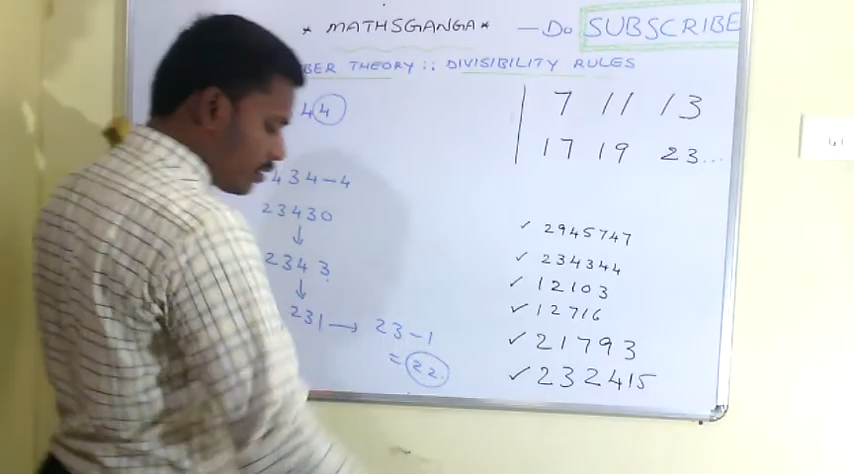 * MATHSGANGA* — DO SUBSCRIBE
BER THEORY :: DIVISIBILITY RULES
44
434-4
23430
↓
2343
↓
231 → 23-1
= 22.
7 11 13
17 19 23...
✓ 2945747
✓ 234344
✓ 12103
✓ 12716
✓ 21793
✓ 232415